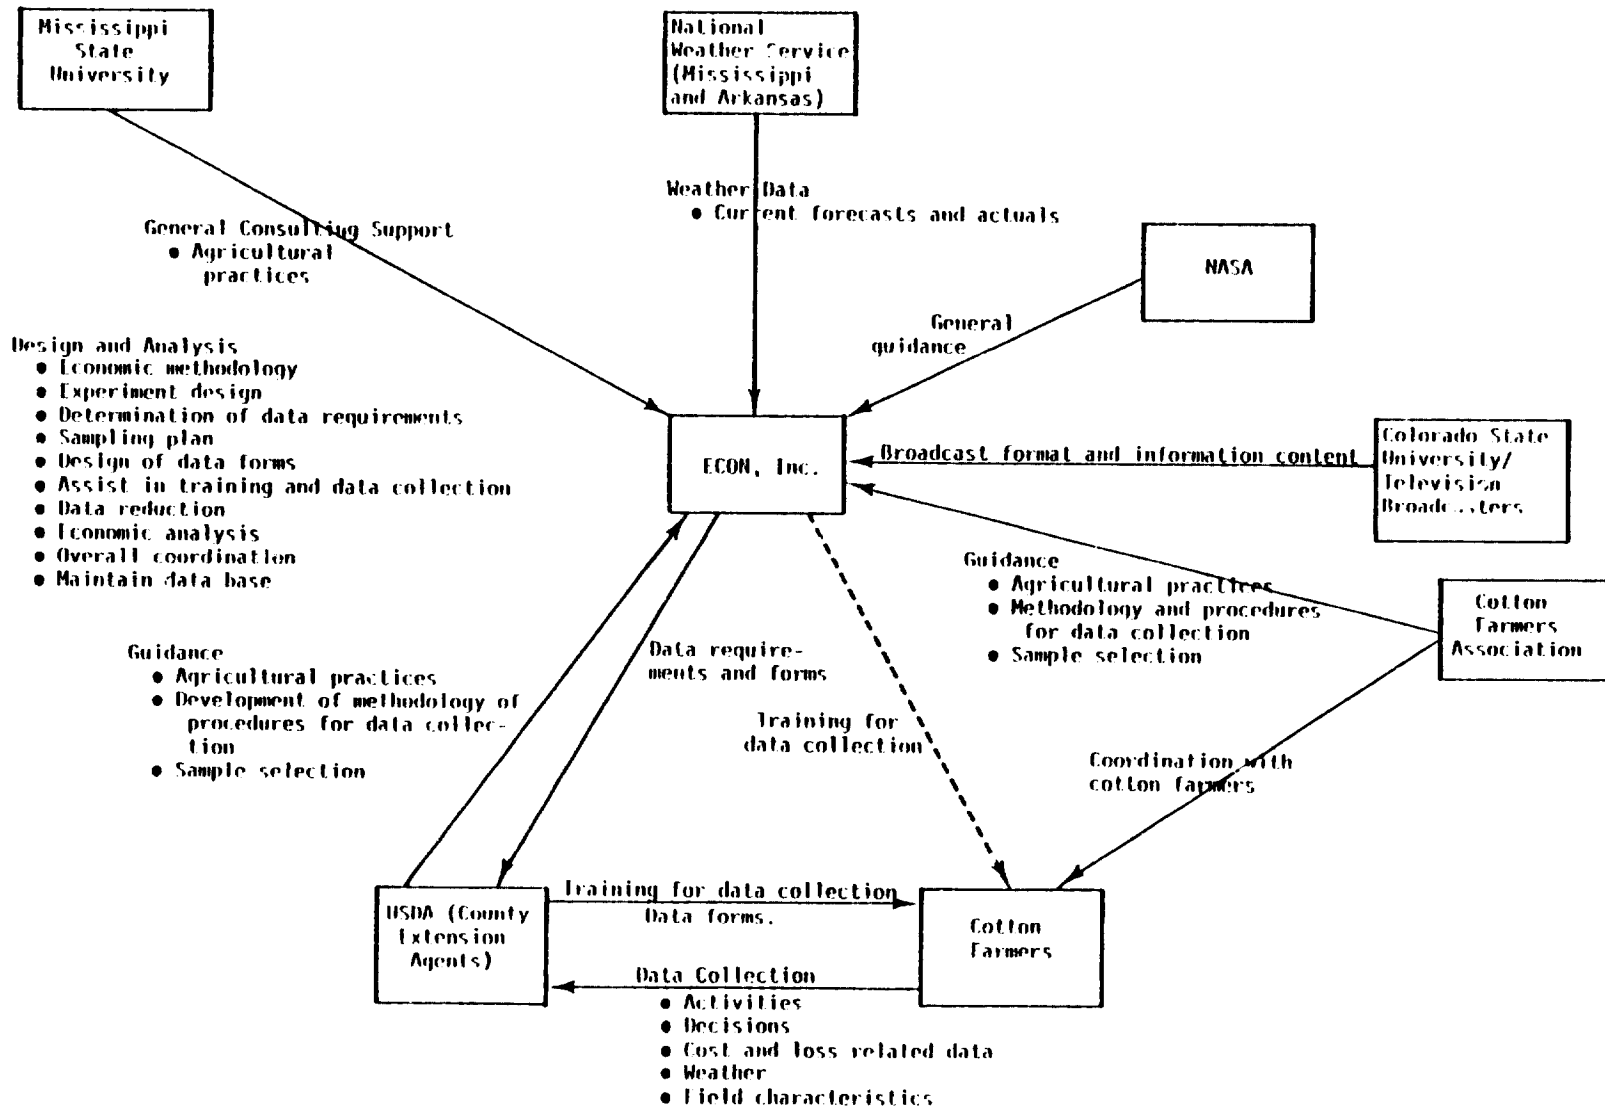 Mississippi
State
University
National
Weather Service
(Mississippi
and Arkansas)
Weather Data
● Current forecasts and actuals
General Consulting Support
● Agricultural
practices
NASA
General
guidance
Design and Analysis
● Economic methodology
● Experiment design
● Determination of data requirements
● Sampling plan
● Design of data forms
● Assist in training and data collection
● Data reduction
● Economic analysis
● Overall coordination
● Maintain data base
ECON, Inc.
Broadcast format and information content
Colorado State
University/
Television
Broadcasters
Guidance
● Agricultural practices
● Methodology and procedures
for data collection
● Sample selection
Cotton
Farmers
Association
Guidance
● Agricultural practices
● Development of methodology of
procedures for data collec-
tion
● Sample selection
Data require-
ments and forms
Training for
data collection
Coordination with
cotton farmers
USDA (County
Extension
Agents)
Training for data collection
Data forms.
Cotton
Farmers
Data Collection
● Activities
● Decisions
● Cost and loss related data
● Weather
● Field characteristics